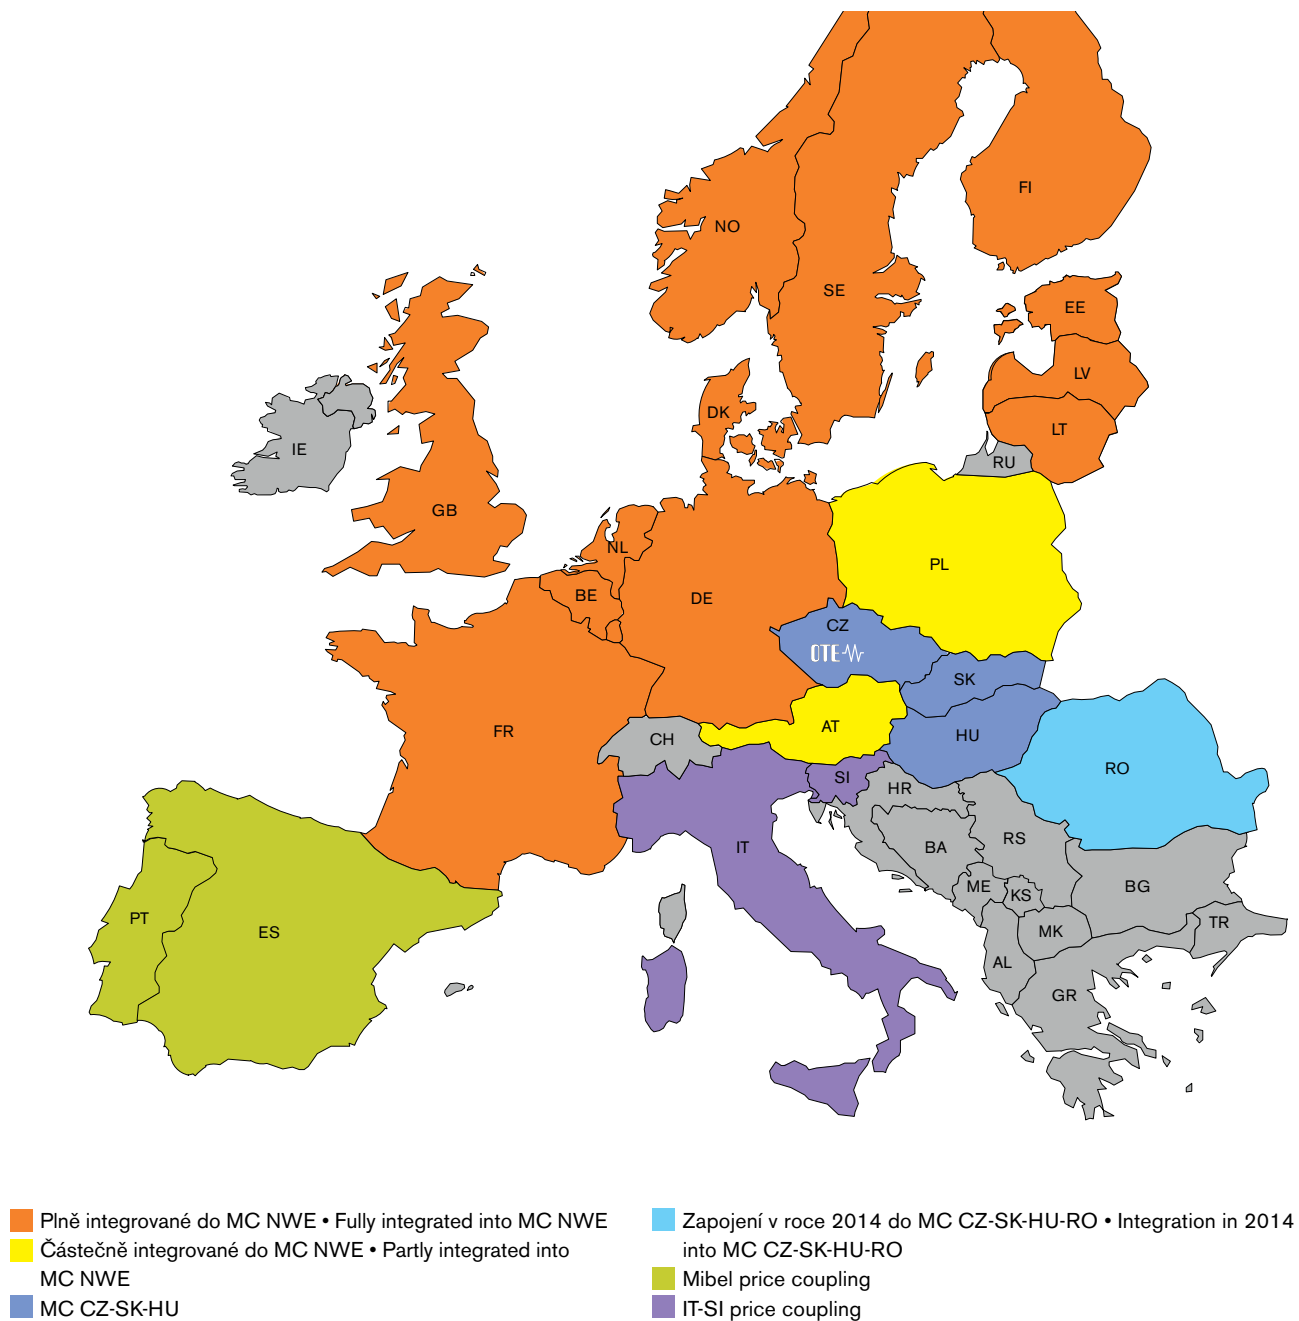 FI
NO
SE
EE
LV
DK
LT
IE
RU
GB
NL
PL
BE
DE
CZ
OTE
SK
FR
AT
HU
CH
RO
SI
HR
RS
IT
BA
ME
BG
KS
PT
TR
ES
MK
AL
GR
Plně integrované do MC NWE • Fully integrated into MC NWE
Částečně integrované do MC NWE • Partly integrated into
MC NWE
MC CZ-SK-HU
Zapojení v roce 2014 do MC CZ-SK-HU-RO • Integration in 2014
into MC CZ-SK-HU-RO
Mibel price coupling
IT-SI price coupling